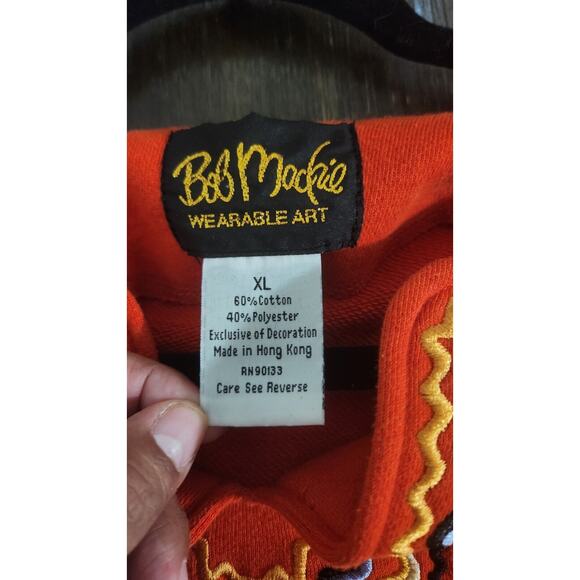 Bob Mackie
WEARABLE ART
XL
60% Cotton
40% Polyester
Exclusive of Decoration
Made in Hong Kong
RN90133
Care See Reverse